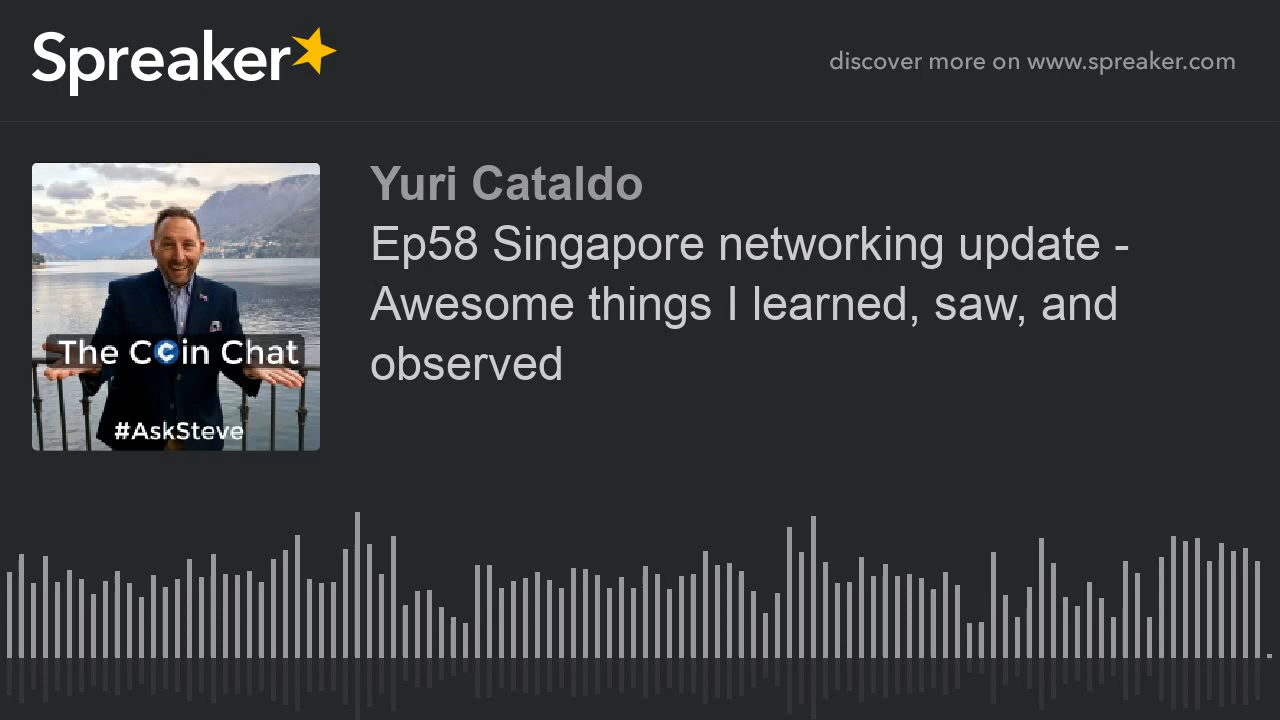 Spreaker
discover more on www.spreaker.com
The Coin Chat
#AskSteve
Yuri Cataldo
Ep58 Singapore networking update -
Awesome things I learned, saw, and
observed